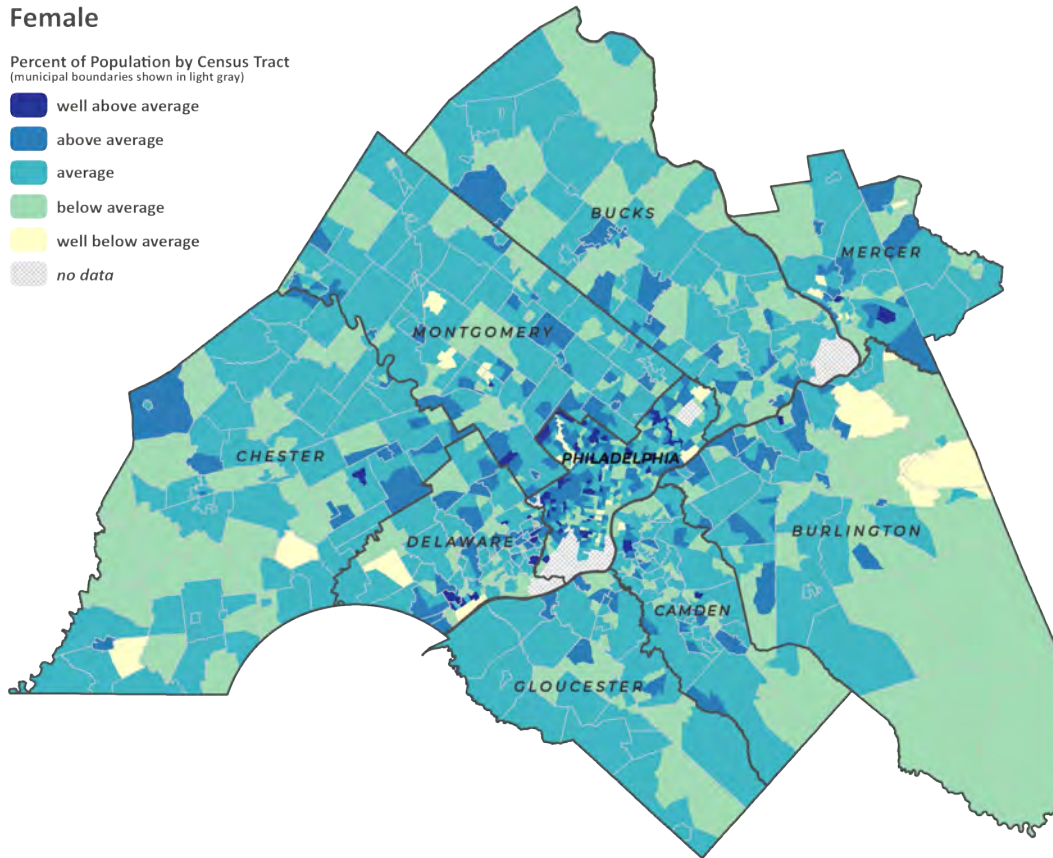 Female
Percent of Population by Census Tract
(municipal boundaries shown in light gray)
well above average
above average
average
below average
well below average
no data
BUCKS
MERCER
MONTGOMERY
CHESTER
PHILADELPHIA
DELAWARE
BURLINGTON
CAMDEN
GLOUCESTER